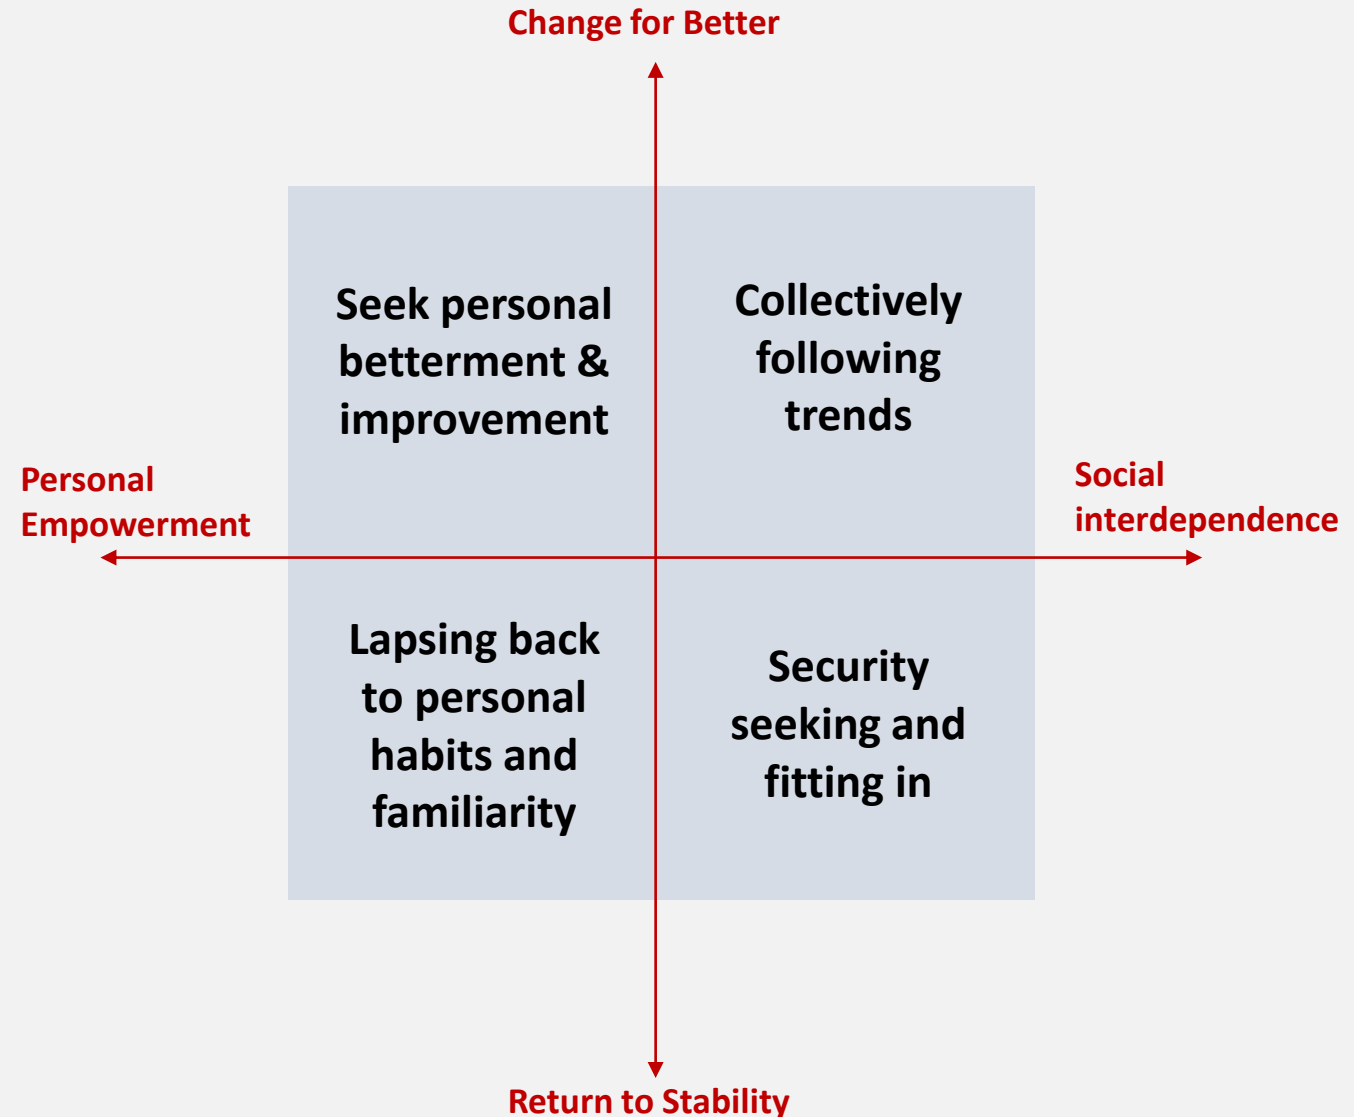 Change for Better
Seek personal
betterment &
improvement
Collectively
following
trends
Personal
Empowerment
Social
interdependence
Lapsing back
to personal
habits and
familiarity
Security
seeking and
fitting in
Return to Stability